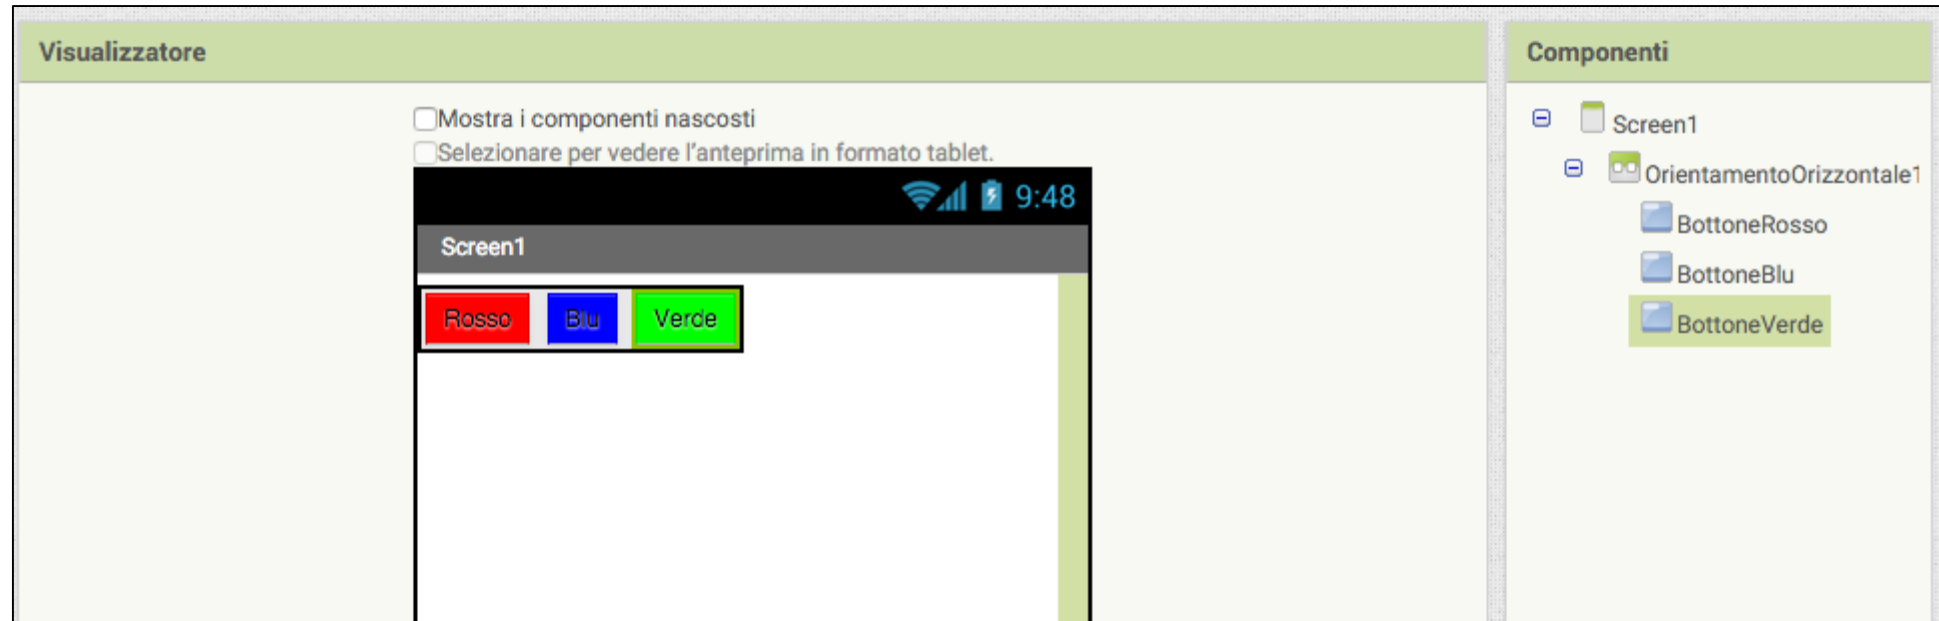 Visualizzatore
Mostra i componenti nascosti
Selezionare per vedere l'anteprima in formato tablet.
9:48
Screen1
Rosso Blu Verde
Componenti
Screen1
OrientamentoOrizzontale1
BottoneRosso
BottoneBlu
BottoneVerde